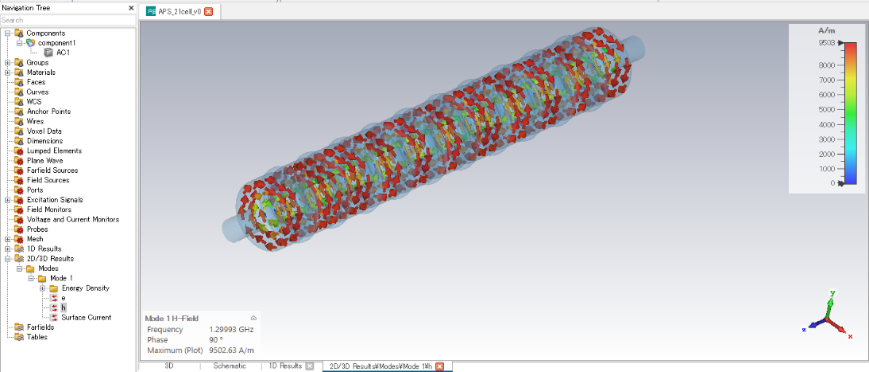 Navigation Tree
Search
Components
component1
AC1
Groups
Materials
Faces
Curves
WCS
Anchor Points
Wires
Voxel Data
Dimensions
Lumped Elements
Plane Wave
Farfield Sources
Field Sources
Ports
Excitation Signals
Field Monitors
Voltage and Current Monitors
Probes
Mesh
1D Results
2D/3D Results
Modes
Mode 1
Energy Density
e
h
Surface Current
Farfields
Tables
APS_21cell_v8
A/m
9503
8000
7000
6000
5000
4000
3000
2000
1000
0
Mode 1 H-Field
Frequency 1.29993 GHz
Phase 90 °
Maximum (Plot) 9502.63 A/m
y
z
x
3D Schematic 1D Results 2D/3D Results¥Modes¥Mode 1¥h